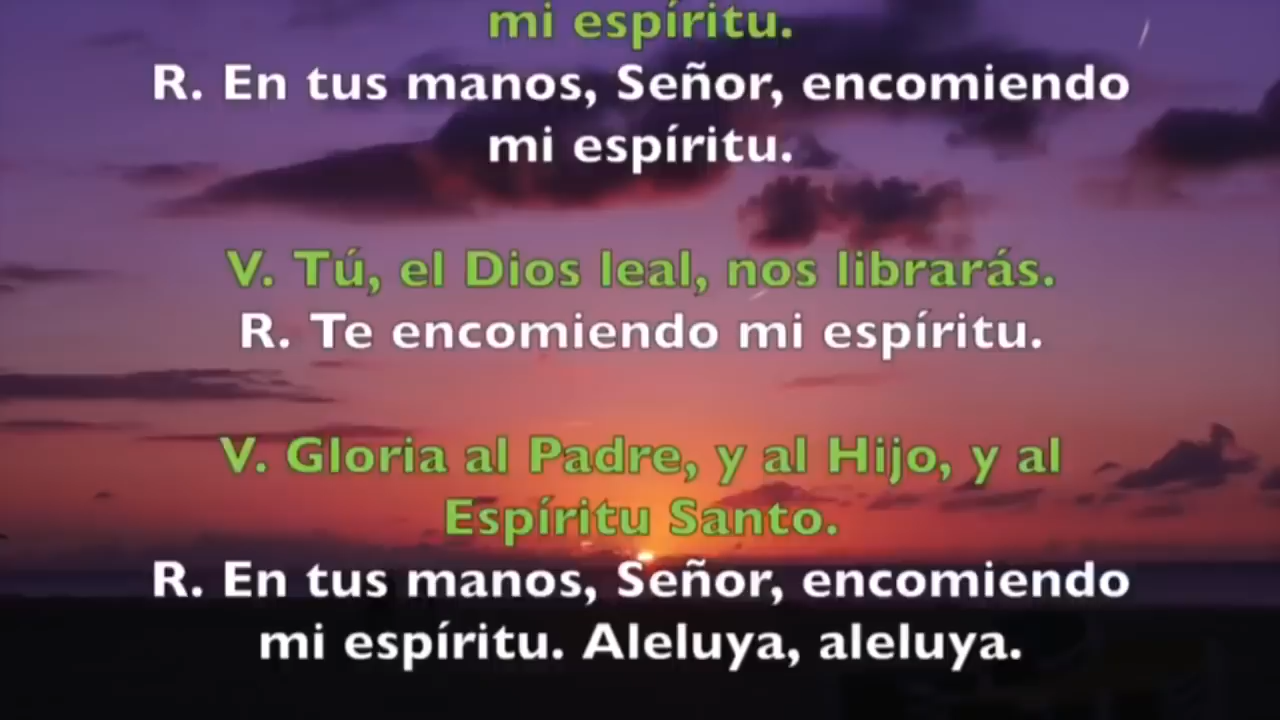 mi espíritu.
R. En tus manos, Señor, encomiendo
mi espíritu.
V. Tú, el Dios leal, nos librarás.
R. Te encomiendo mi espíritu.
V. Gloria al Padre, y al Hijo, y al
Espíritu Santo.
R. En tus manos, Señor, encomiendo
mi espíritu. Aleluya, aleluya.